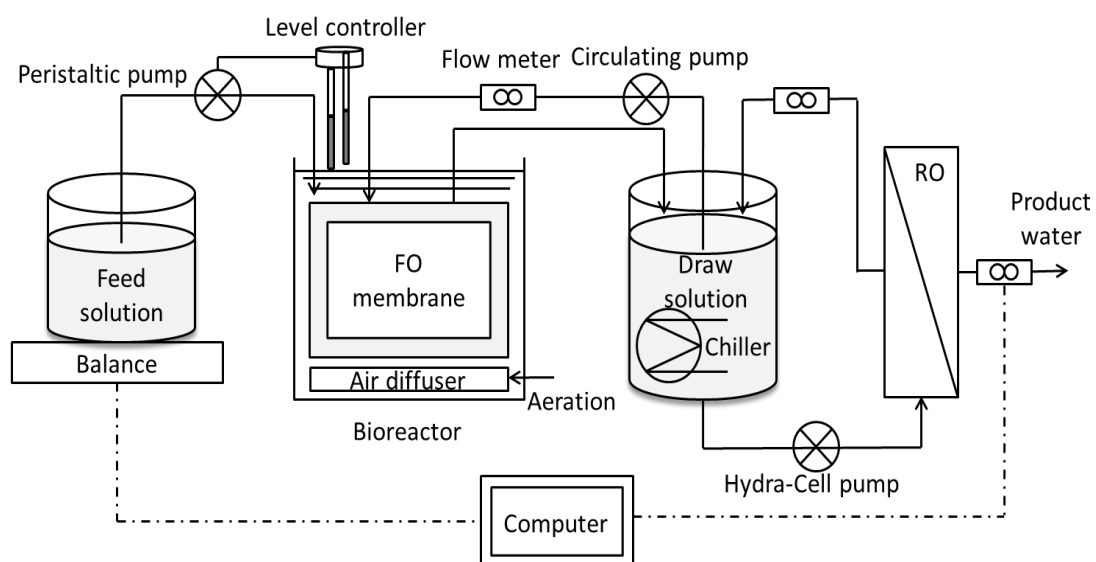 Level controller
Peristaltic pump
Flow meter
Circulating pump
RO
Product
water
Feed
solution
FO
membrane
Draw
solution
Chiller
Balance
Air diffuser
Aeration
Bioreactor
Hydra-Cell pump
Computer